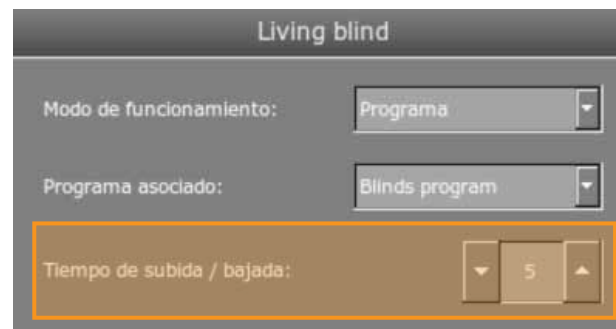 Living blind
Modo de funcionamiento: Programa
Programa asociado: Blinds program
Tiempo de subida / bajada: 5